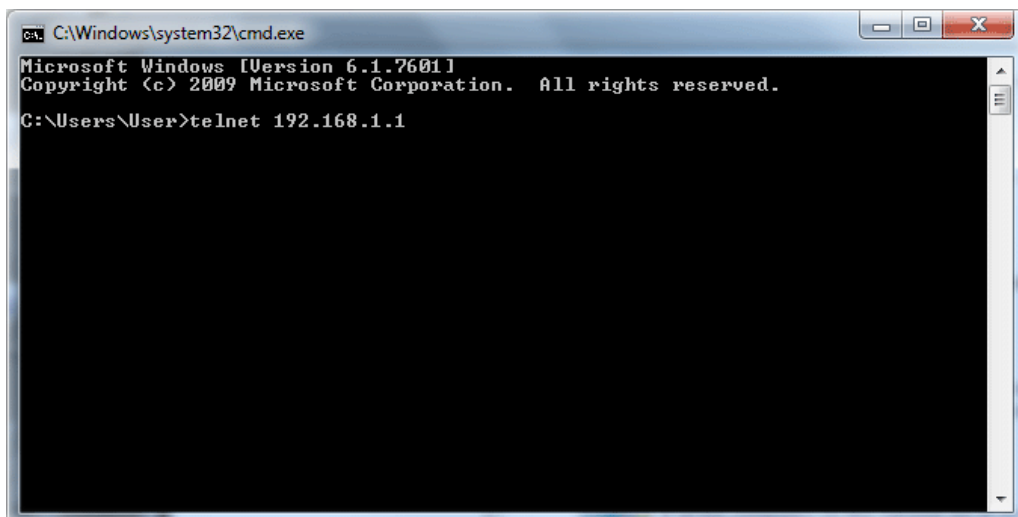 C:\Windows\system32\cmd.exe
Microsoft Windows [Version 6.1.7601]
Copyright (c) 2009 Microsoft Corporation.  All rights reserved.
C:\Users\User>telnet 192.168.1.1